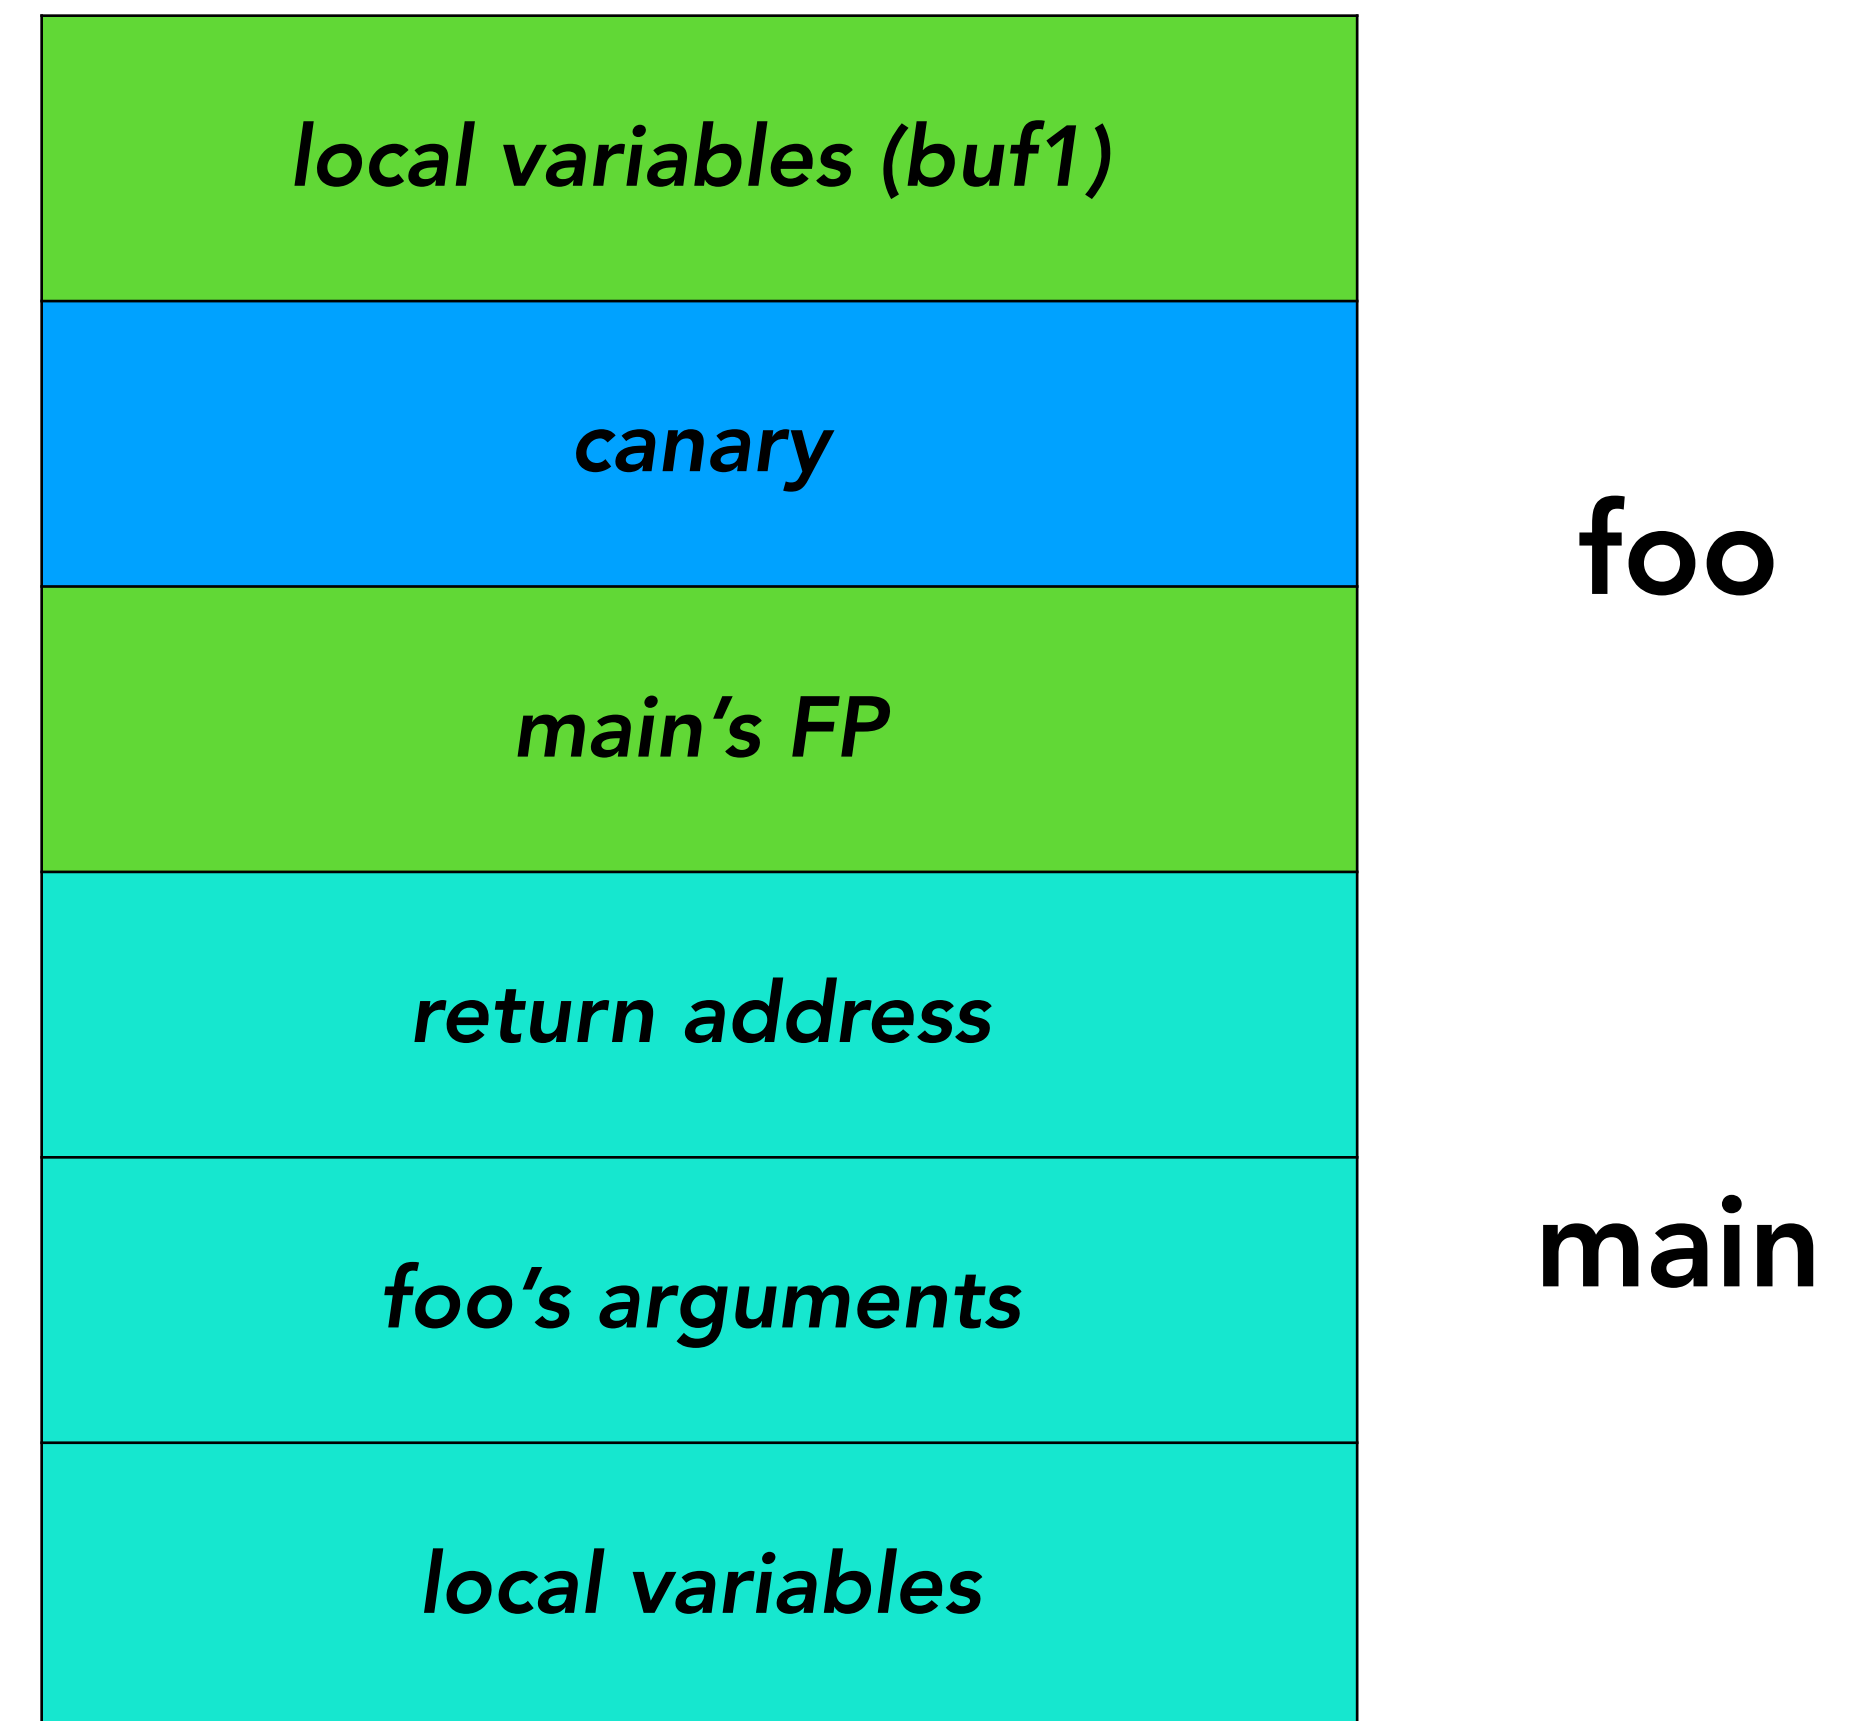 local variables (buf1)
canary
foo
main’s FP
return address
main
foo’s arguments
local variables